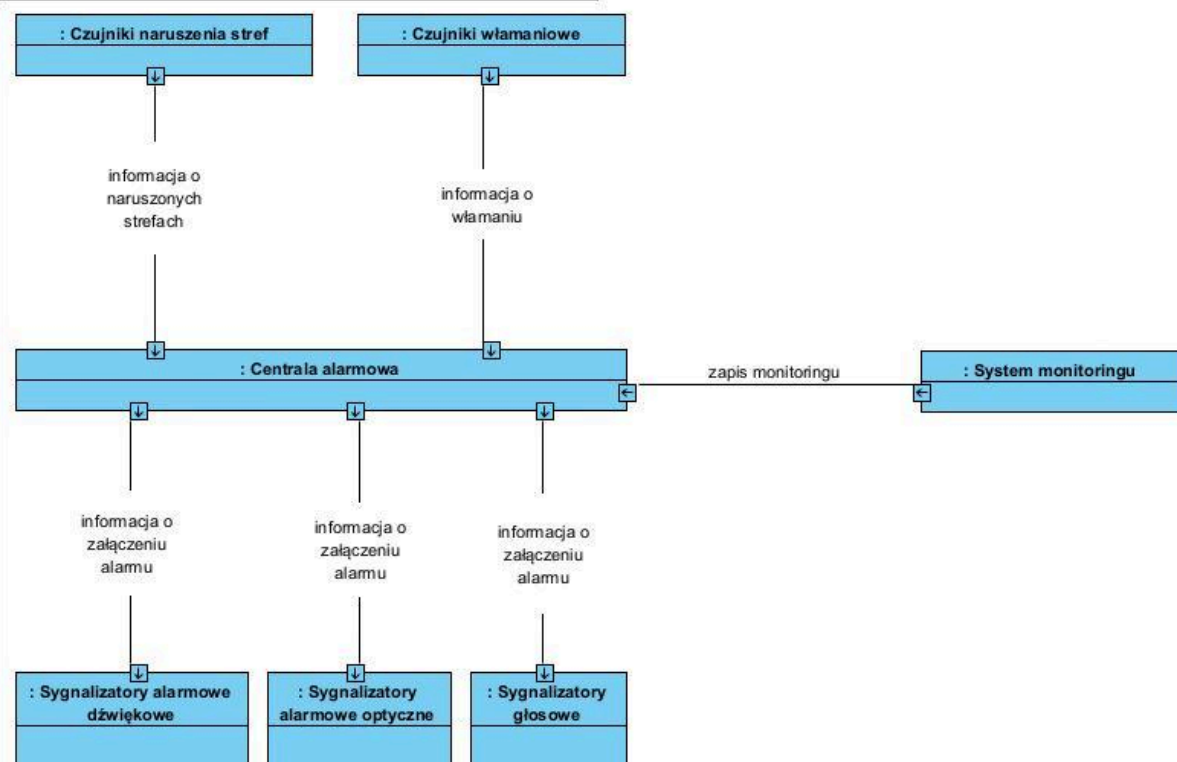 : Czujniki naruszenia stref
: Czujniki włamaniowe
informacja o
naruszonych
strefach
informacja o
włamaniu
: Centrala alarmowa
zapis monitoringu
: System monitoringu
informacja o
załączeniu
alarmu
informacja o
załączeniu
alarmu
informacja o
załączeniu
alarmu
: Sygnalizatory alarmowe
dźwiękowe
: Sygnalizatory
alarmowe optyczne
: Sygnalizatory
głosowe